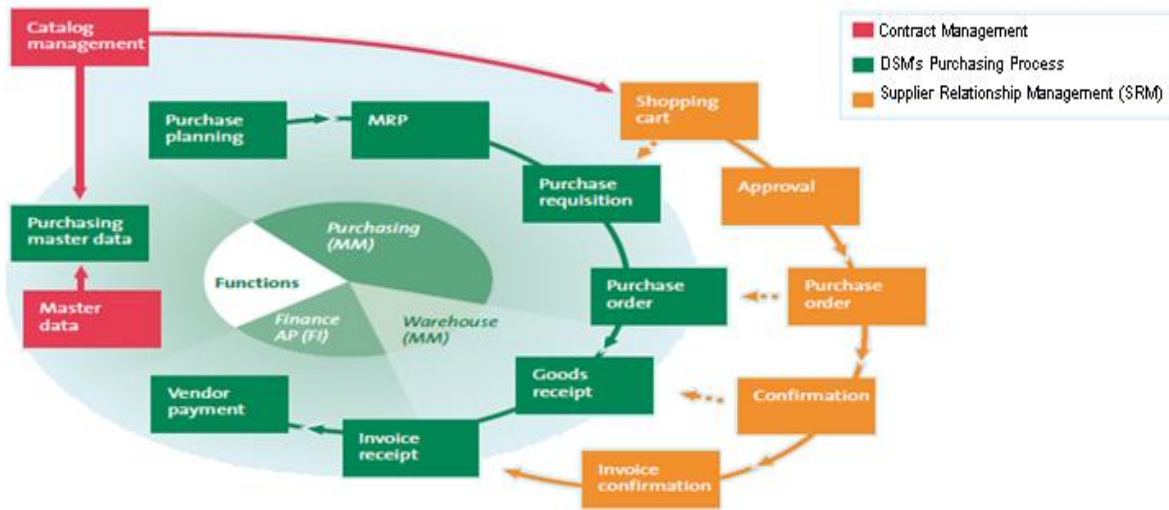 Catalog
management
Contract Management
DSM's Purchasing Process
Supplier Relationship Management (SRM)
Shopping
cart
Purchase
planning
MRP
Purchase
requisition
Approval
Purchasing
master data
Purchasing
(MM)
Functions
Purchase
order
Purchase
order
Master
data
Finance
AP (FI)
Warehouse
(MM)
Goods
receipt
Vendor
payment
Confirmation
Invoice
receipt
Invoice
confirmation